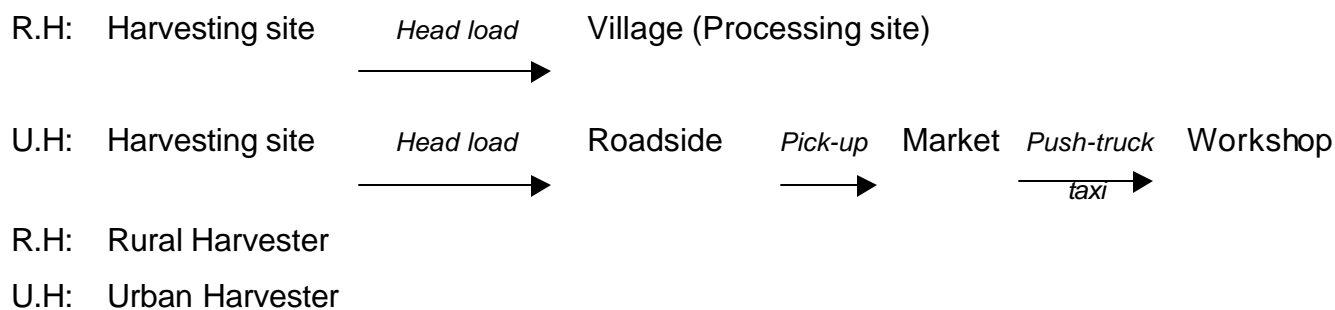 R.H: Harvesting site Head load Village (Processing site)
U.H: Harvesting site Head load Roadside Pick-up Market Push-truck Workshop
taxi
R.H: Rural Harvester
U.H: Urban Harvester